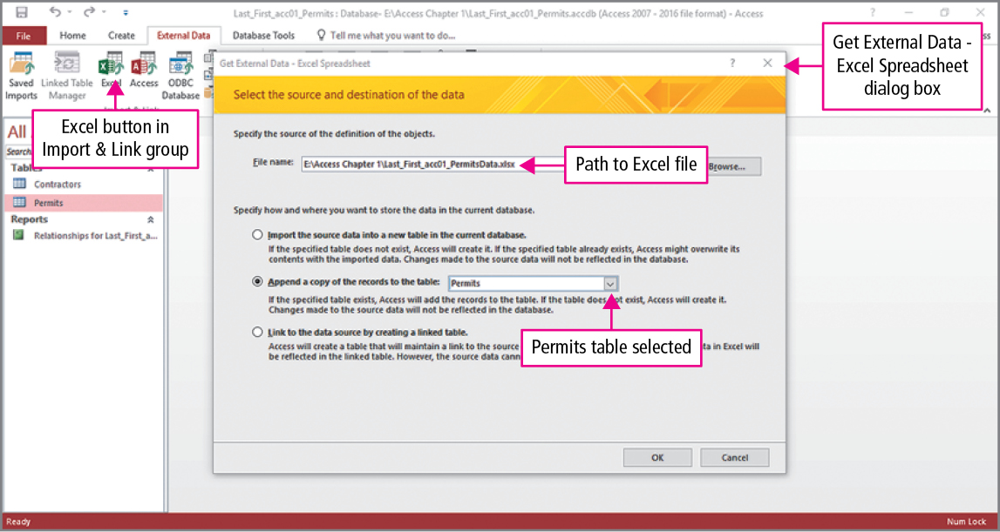 Last_First_acc01_Permits : Database- E:\Access Chapter 1\Last_First_acc01_Permits.accdb (Access 2007 - 2016 file format) - Access
File Home Create External Data Database Tools Tell me what you want to do...
Saved Imports
Linked Table Manager
Excel
Access
ODBC Database
Get External Data - Excel Spreadsheet dialog box
Excel button in Import & Link group
All
Search
Tables
Contractors
Permits
Reports
Relationships for Last_First_a...
Get External Data - Excel Spreadsheet
Select the source and destination of the data
Specify the source of the definition of the objects.
File name: E:\Access Chapter 1\Last_First_acc01_PermitsData.xlsx
Path to Excel file
Browse...
Specify how and where you want to store the data in the current database.
Import the source data into a new table in the current database.
If the specified table does not exist, Access will create it. If the specified table already exists, Access might overwrite its
contents with the imported data. Changes made to the source data will not be reflected in the database.
Append a copy of the records to the table: Permits
If the specified table exists, Access will add the records to the table. If the table does not exist, Access will create it.
Changes made to the source data will not be reflected in the database.
Link to the data source by creating a linked table.
Access will create a table that will maintain a link to the source in Excel will
be reflected in the linked table. However, the source data
Permits table selected
OK Cancel
Ready Num Lock